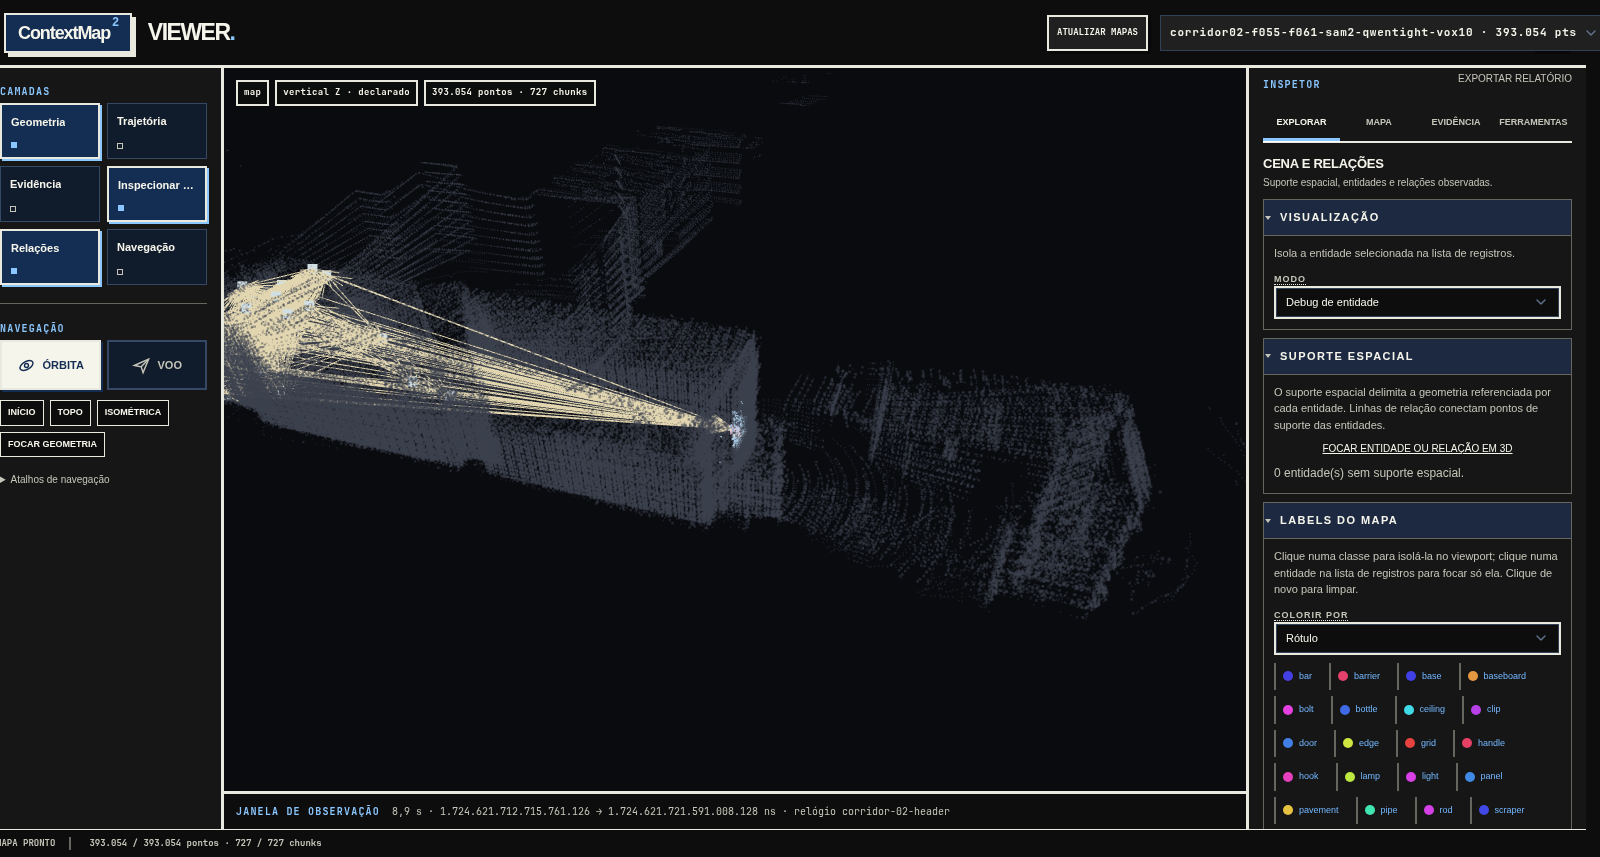 ContextMap 2 VIEWER.
ATUALIZAR MAPAS
corridor02-f055-f061-sam2-qwentight-vox10 · 393.054 pts
CAMADAS
Geometria
Trajetória
Evidência
Inspecionar ...
Relações
Navegação
NAVEGAÇÃO
ÓRBITA
VOO
INÍCIO
TOPO
ISOMÉTRICA
FOCAR GEOMETRIA
Atalhos de navegação
map
vertical Z · declarado
393.054 pontos · 727 chunks
JANELA DE OBSERVAÇÃO 8,9 s · 1.724.621.712.715.761.126 → 1.724.621.721.591.008.128 ns · relógio corridor-02-header
INSPETOR
EXPORTAR RELATÓRIO
EXPLORAR
MAPA
EVIDÊNCIA
FERRAMENTAS
CENA E RELAÇÕES
Suporte espacial, entidades e relações observadas.
VISUALIZAÇÃO
Isola a entidade selecionada na lista de registros.
MODO
Debug de entidade
SUPORTE ESPACIAL
O suporte espacial delimita a geometria referenciada por
cada entidade. Linhas de relação conectam pontos de
suporte das entidades.
FOCAR ENTIDADE OU RELAÇÃO EM 3D
0 entidade(s) sem suporte espacial.
LABELS DO MAPA
Clique numa classe para isolá-la no viewport; clique numa
entidade na lista de registros para focar só ela. Clique de
novo para limpar.
COLORIR POR
Rótulo
bar barrier base baseboard
bolt bottle ceiling clip
door edge grid handle
hook lamp light panel
pavement pipe rod scraper
MAPA PRONTO
393.054 / 393.054 pontos · 727 / 727 chunks